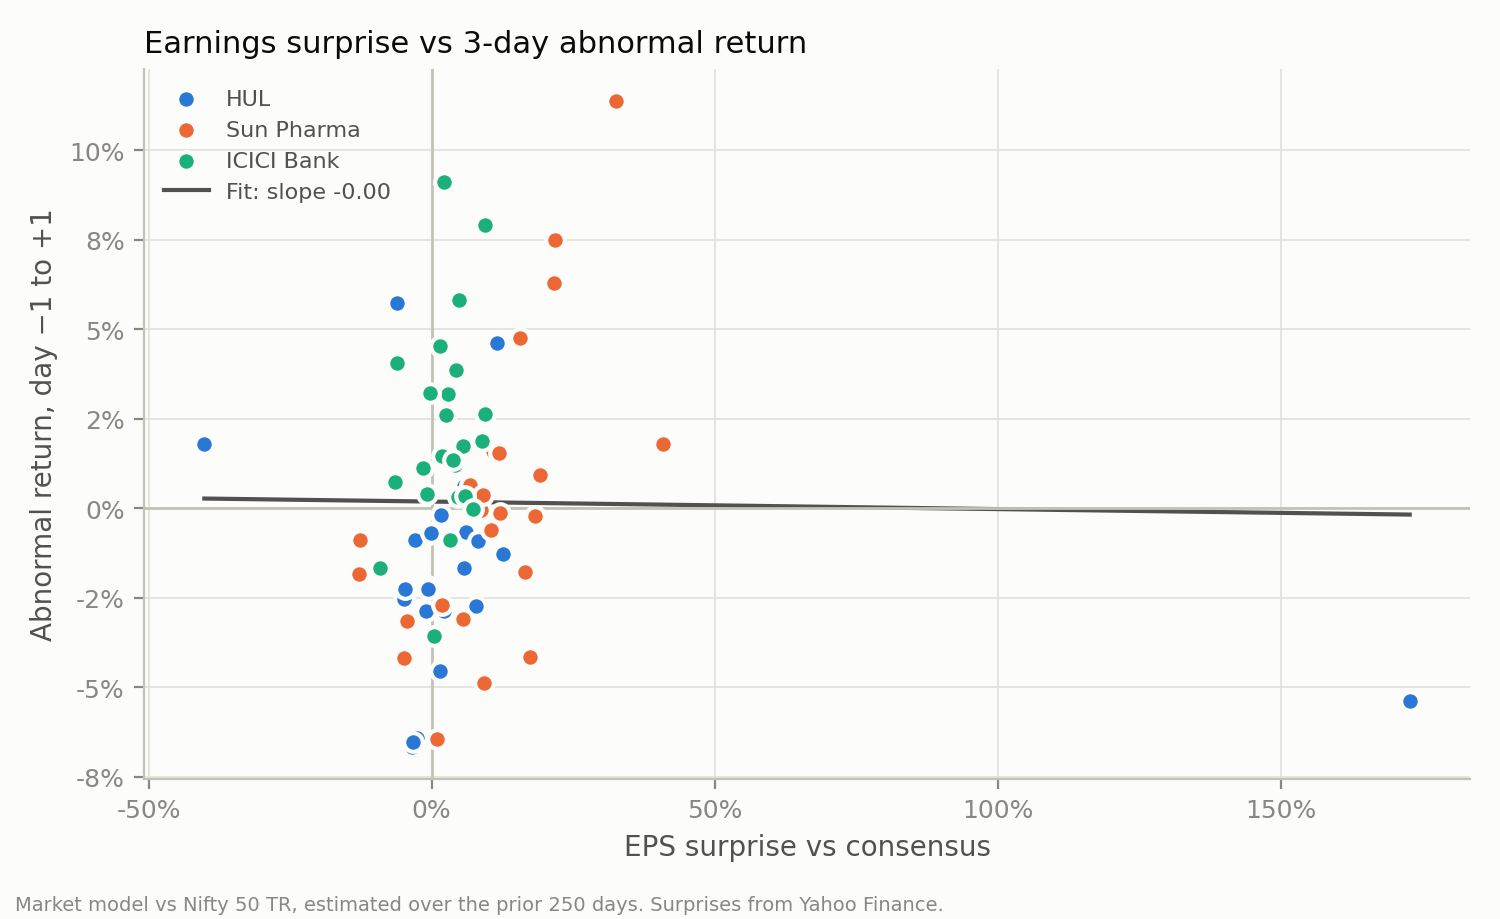 Earnings surprise vs 3-day abnormal return
HUL
Sun Pharma
ICICI Bank
Fit: slope -0.00
Abnormal return, day −1 to +1
10%
8%
5%
2%
0%
-2%
-5%
-8%
-50%
0%
50%
100%
150%
EPS surprise vs consensus
Market model vs Nifty 50 TR, estimated over the prior 250 days. Surprises from Yahoo Finance.